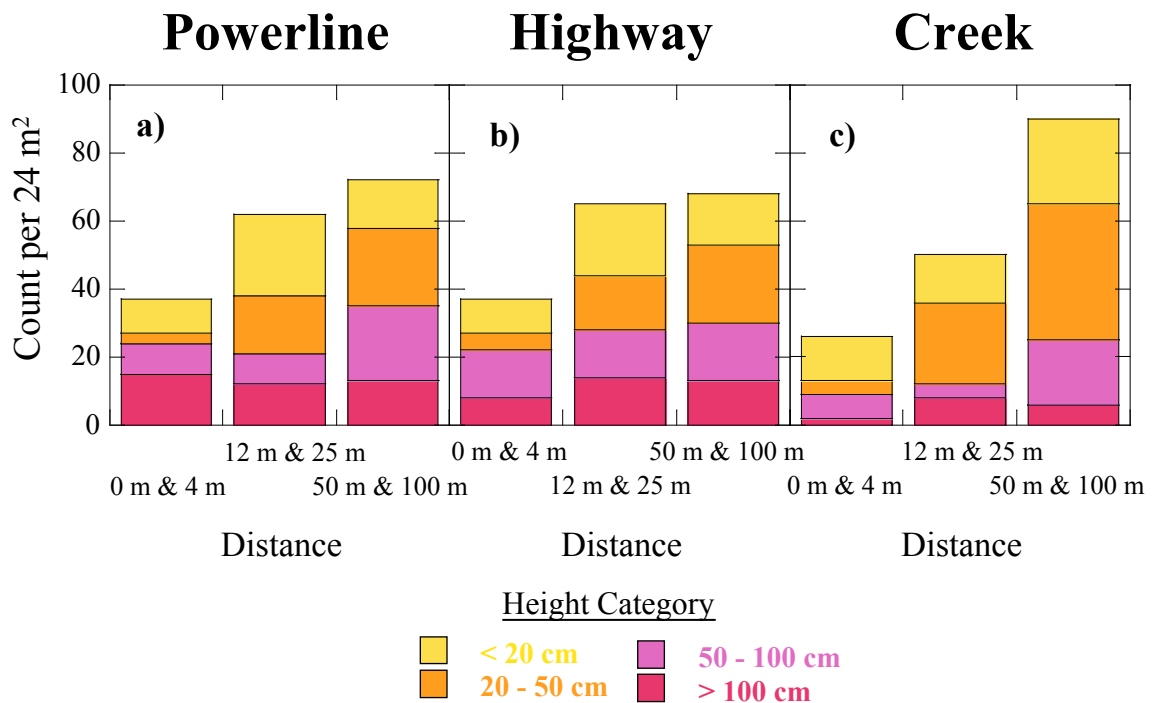 Powerline Highway Creek
Count per 24 m²
100
80
60
40
20
0
a) b) c)
0 m & 4 m 12 m & 25 m 50 m & 100 m
0 m & 4 m 12 m & 25 m 50 m & 100 m
0 m & 4 m 12 m & 25 m 50 m & 100 m
Distance Distance Distance
Height Category
< 20 cm 50 - 100 cm
20 - 50 cm > 100 cm